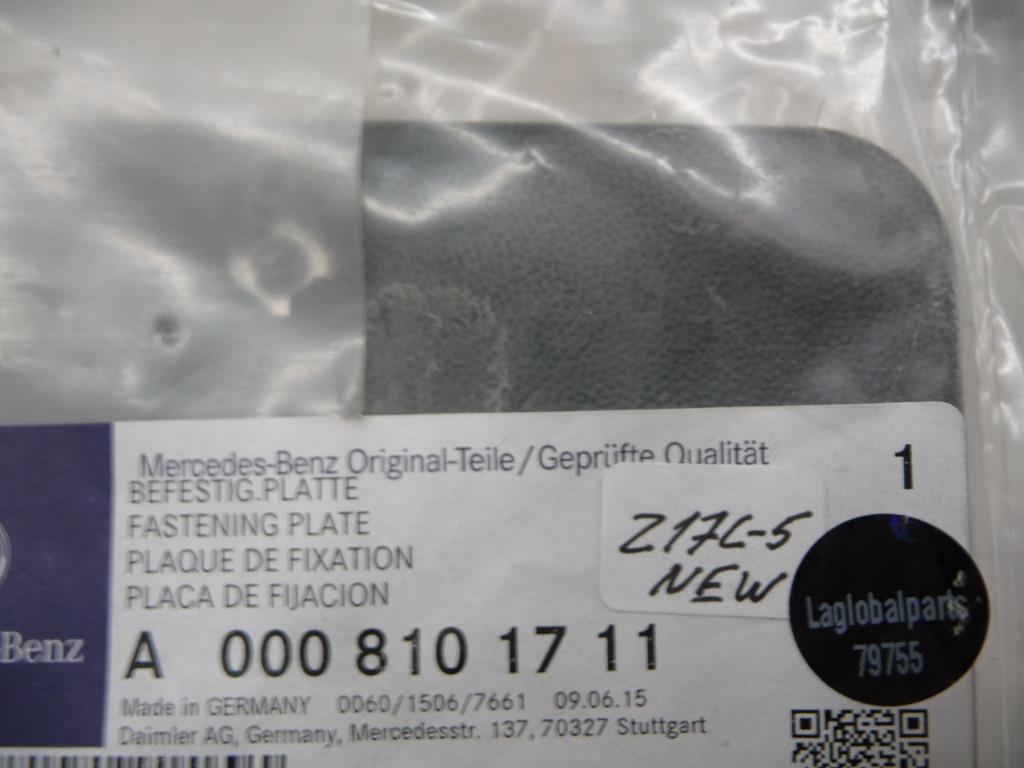 Mercedes-Benz Original-Teile/Geprüfte Qualität
1
BEFESTIG.PLATTE
FASTENING PLATE
PLAQUE DE FIXATION
PLACA DE FIJACION
Z17C-5
NEW
Laglobalparts
79755
-Benz
A 000 810 17 11
Made in GERMANY 0060/1506/7661 09.06.15
Daimler AG, Germany, Mercedesstr. 137, 70327 Stuttgart